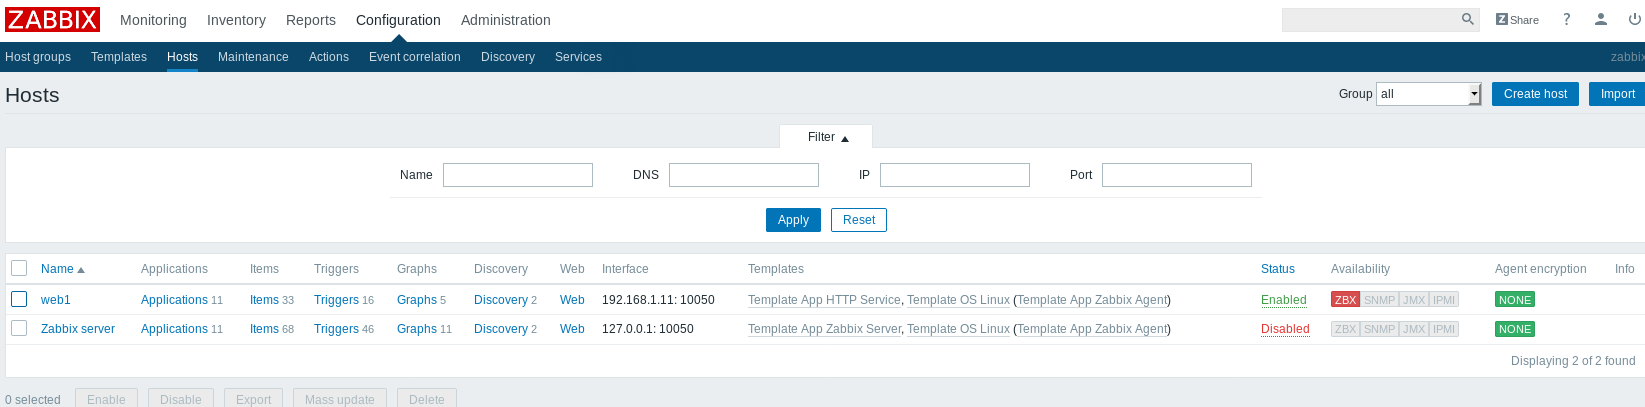 ZABBIX Monitoring Inventory Reports Configuration Administration Share ?
Host groups Templates Hosts Maintenance Actions Event correlation Discovery Services zabbix
Hosts Group all Create host Import
Filter
Name DNS IP Port
Apply Reset
Name Applications Items Triggers Graphs Discovery Web Interface Templates Status Availability Agent encryption Info
web1 Applications 11 Items 33 Triggers 16 Graphs 5 Discovery 2 Web 192.168.1.11: 10050 Template App HTTP Service, Template OS Linux (Template App Zabbix Agent) Enabled ZBX SNMP JMX IPMI NONE
Zabbix server Applications 11 Items 68 Triggers 46 Graphs 11 Discovery 2 Web 127.0.0.1: 10050 Template App Zabbix Server, Template OS Linux (Template App Zabbix Agent) Disabled ZBX SNMP JMX IPMI NONE
Displaying 2 of 2 found
0 selected Enable Disable Export Mass update Delete